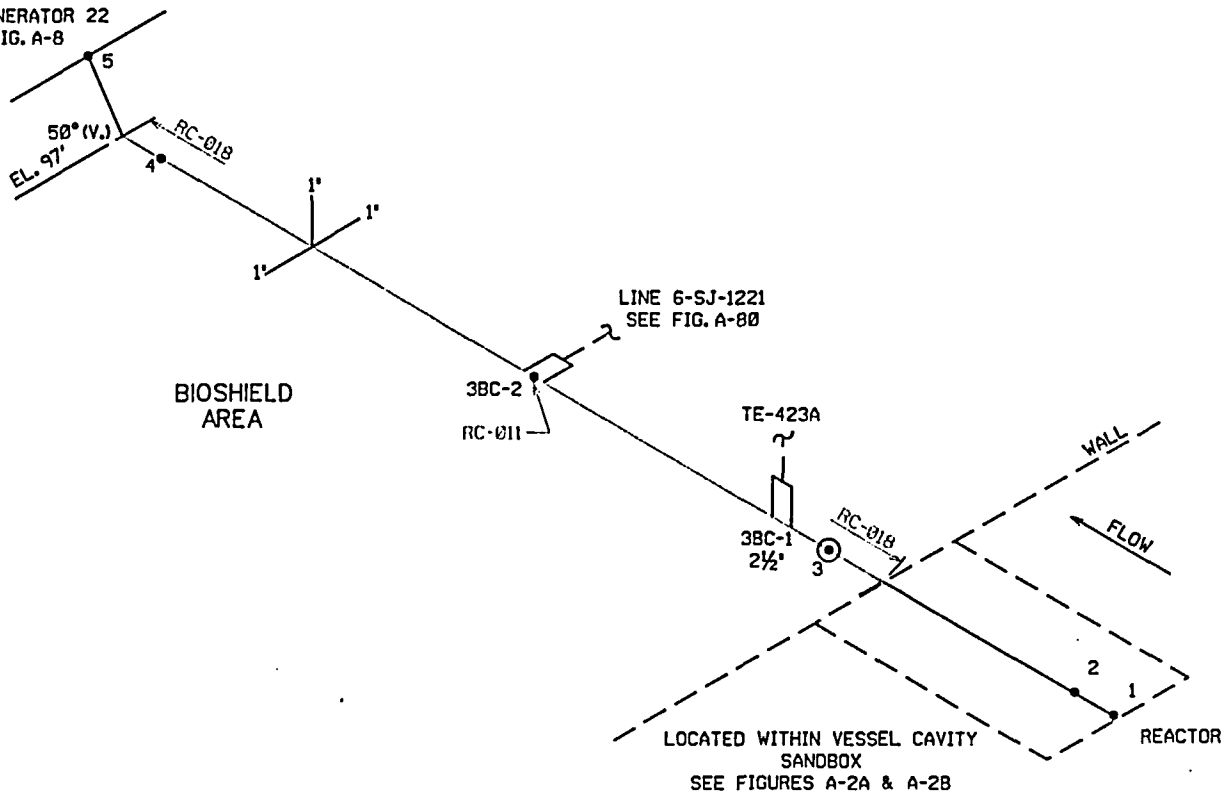 NERATOR 22
IG. A-8
5
50° (V.)
EL. 97'
RC-018
4
1"
1"
1"
LINE 6-SJ-1221
SEE FIG. A-80
3BC-2
RC-011
BIOSHIELD
AREA
TE-423A
WALL
FLOW
RC-018
3BC-1
2½"
3
2
1
REACTOR
LOCATED WITHIN VESSEL CAVITY
SANDBOX
SEE FIGURES A-2A & A-2B